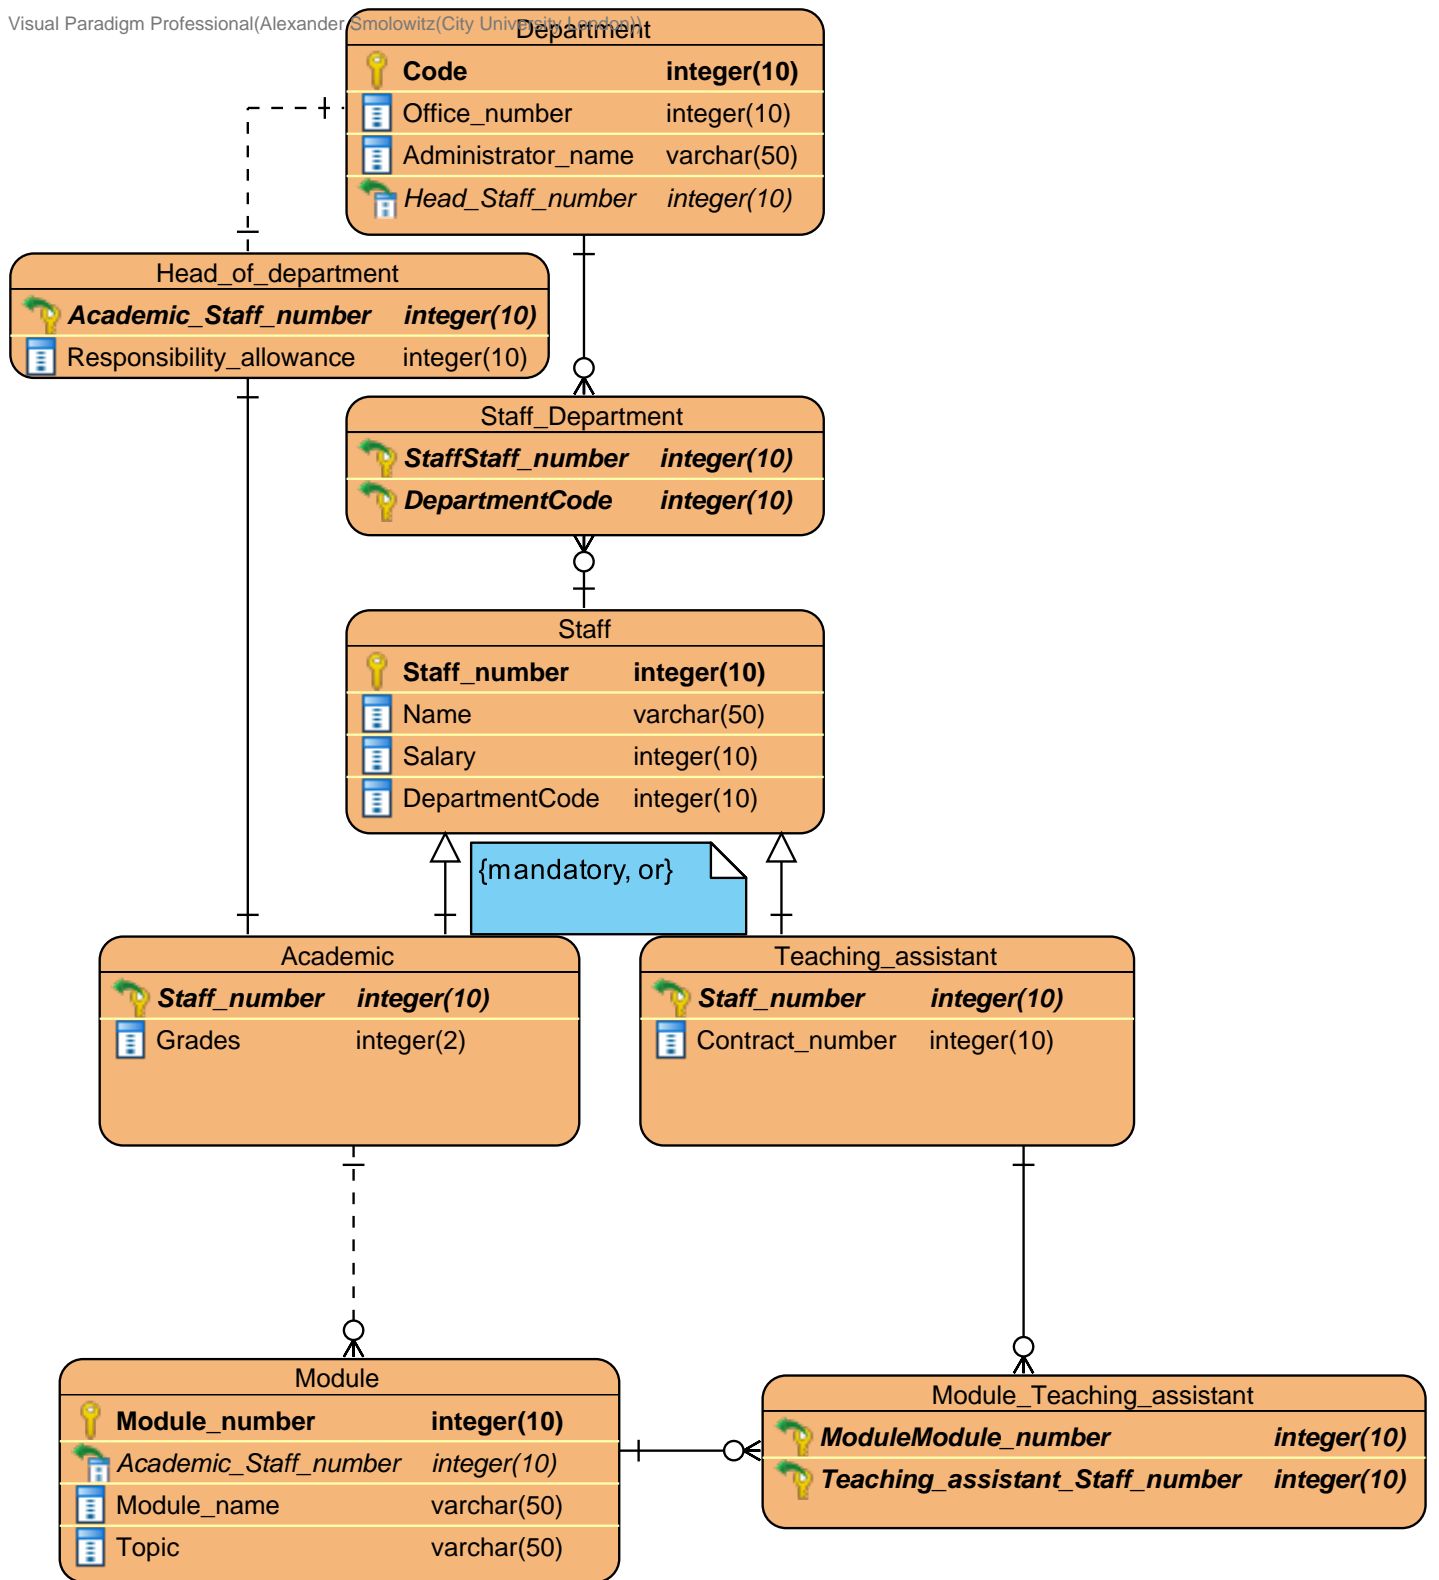 Visual Paradigm Professional(Alexander Smolowitz(City University London))
Department
Code integer(10)
Office_number integer(10)
Administrator_name varchar(50)
Head_Staff_number integer(10)
Head_of_department
Academic_Staff_number integer(10)
Responsibility_allowance integer(10)
Staff_Department
StaffStaff_number integer(10)
DepartmentCode integer(10)
Staff
Staff_number integer(10)
Name varchar(50)
Salary integer(10)
DepartmentCode integer(10)
{mandatory, or}
Academic
Staff_number integer(10)
Grades integer(2)
Teaching_assistant
Staff_number integer(10)
Contract_number integer(10)
Module
Module_number integer(10)
Academic_Staff_number integer(10)
Module_name varchar(50)
Topic varchar(50)
Module_Teaching_assistant
ModuleModule_number integer(10)
Teaching_assistant_Staff_number integer(10)